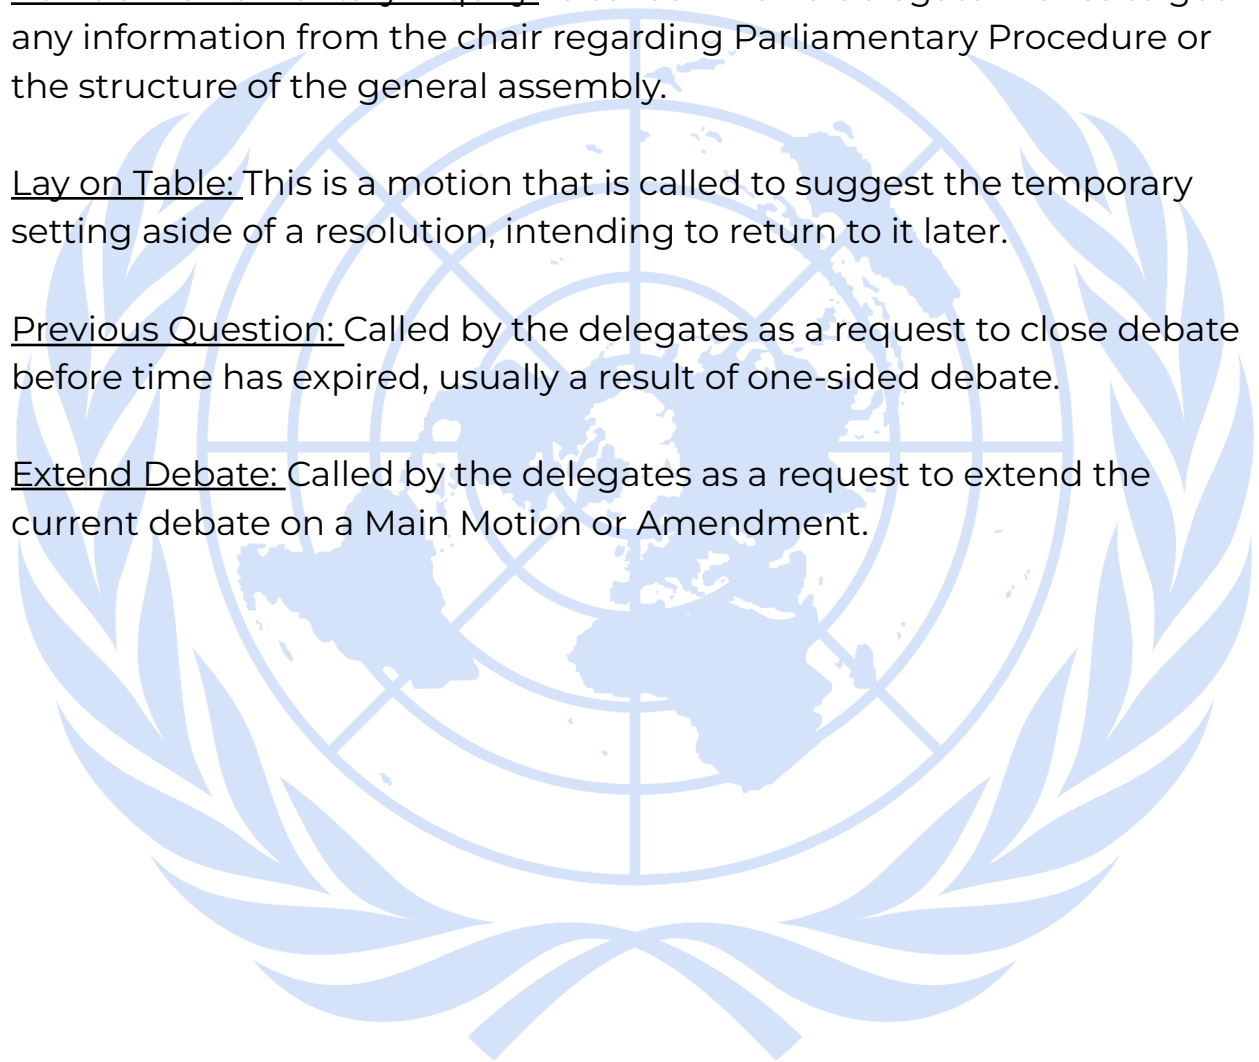 any information from the chair regarding Parliamentary Procedure or
the structure of the general assembly.
Lay on Table: This is a motion that is called to suggest the temporary
setting aside of a resolution, intending to return to it later.
Previous Question: Called by the delegates as a request to close debate
before time has expired, usually a result of one-sided debate.
Extend Debate: Called by the delegates as a request to extend the
current debate on a Main Motion or Amendment.